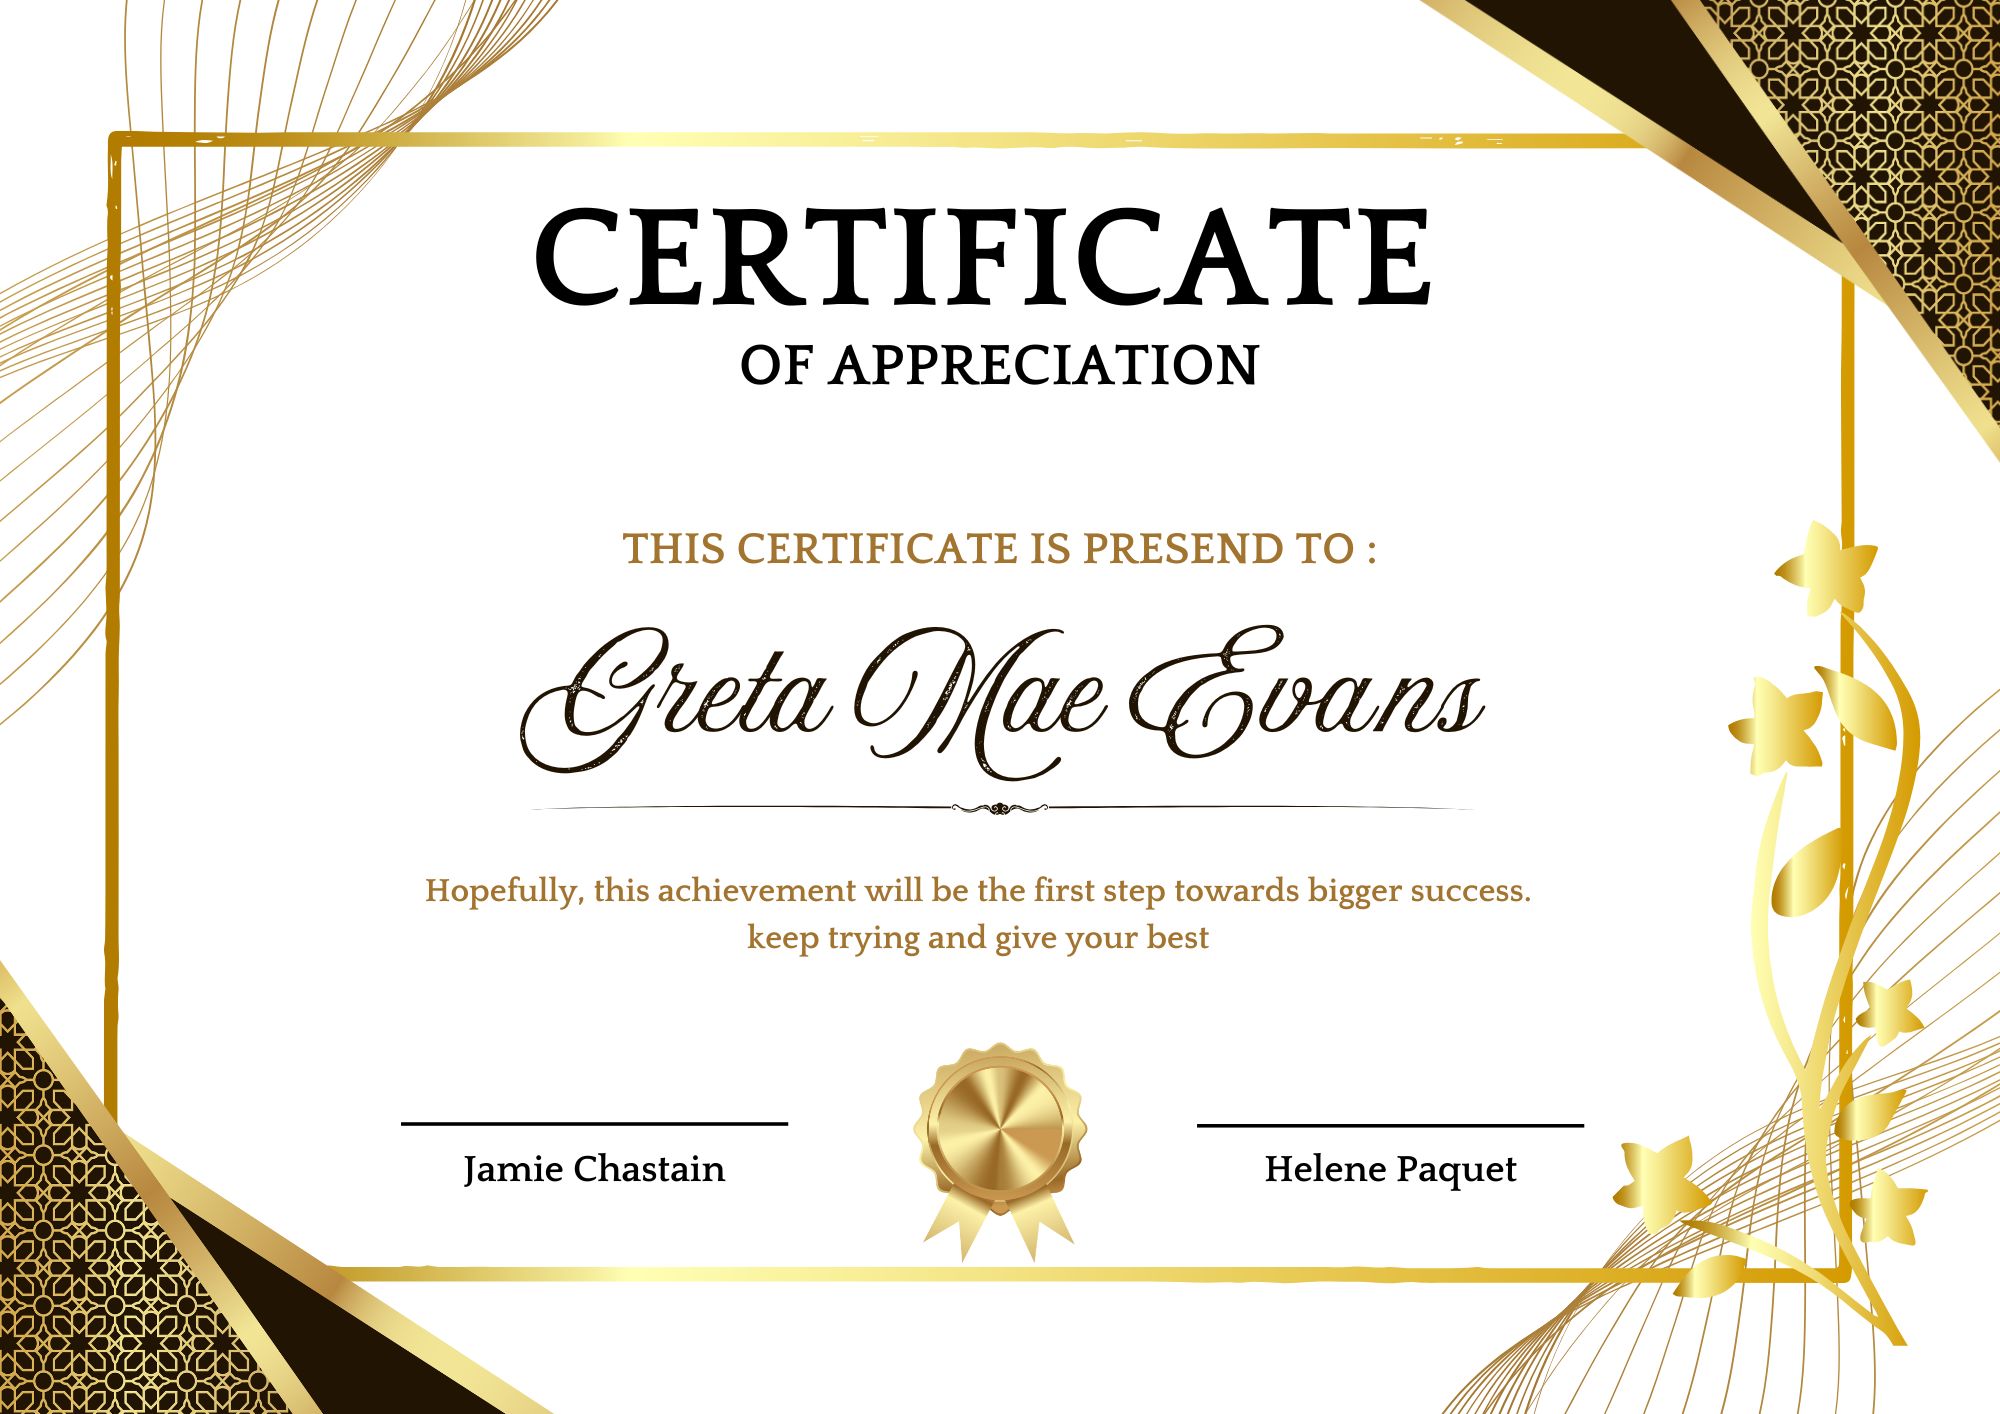 CERTIFICATE
OF APPRECIATION
THIS CERTIFICATE IS PRESEND TO :
Greta Mae Evans
Hopefully, this achievement will be the first step towards bigger success.
keep trying and give your best
Jamie Chastain
Helene Paquet